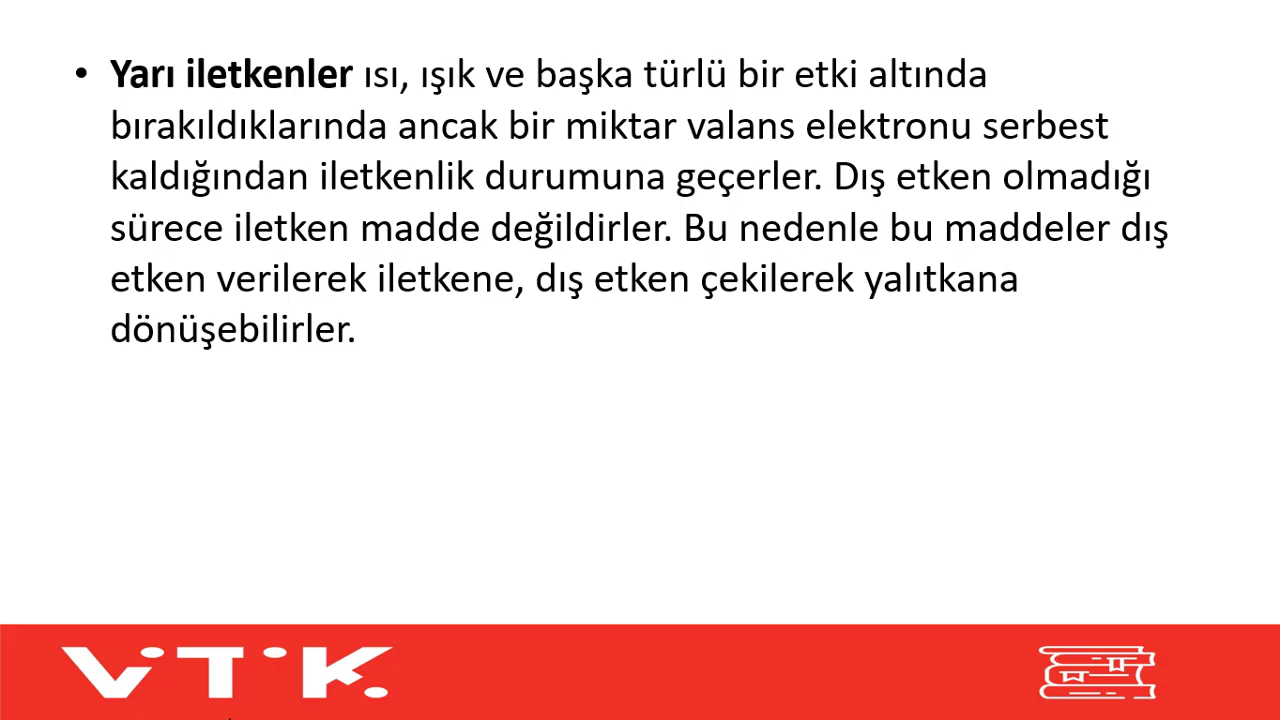 • Yarı iletkenler ısı, ışık ve başka türlü bir etki altında
bırakıldıklarında ancak bir miktar valans elektronu serbest
kaldığından iletkenlik durumuna geçerler. Dış etken olmadığı
sürece iletken madde değildirler. Bu nedenle bu maddeler dış
etken verilerek iletkene, dış etken çekilerek yalıtkana
dönüşebilirler.
VTK